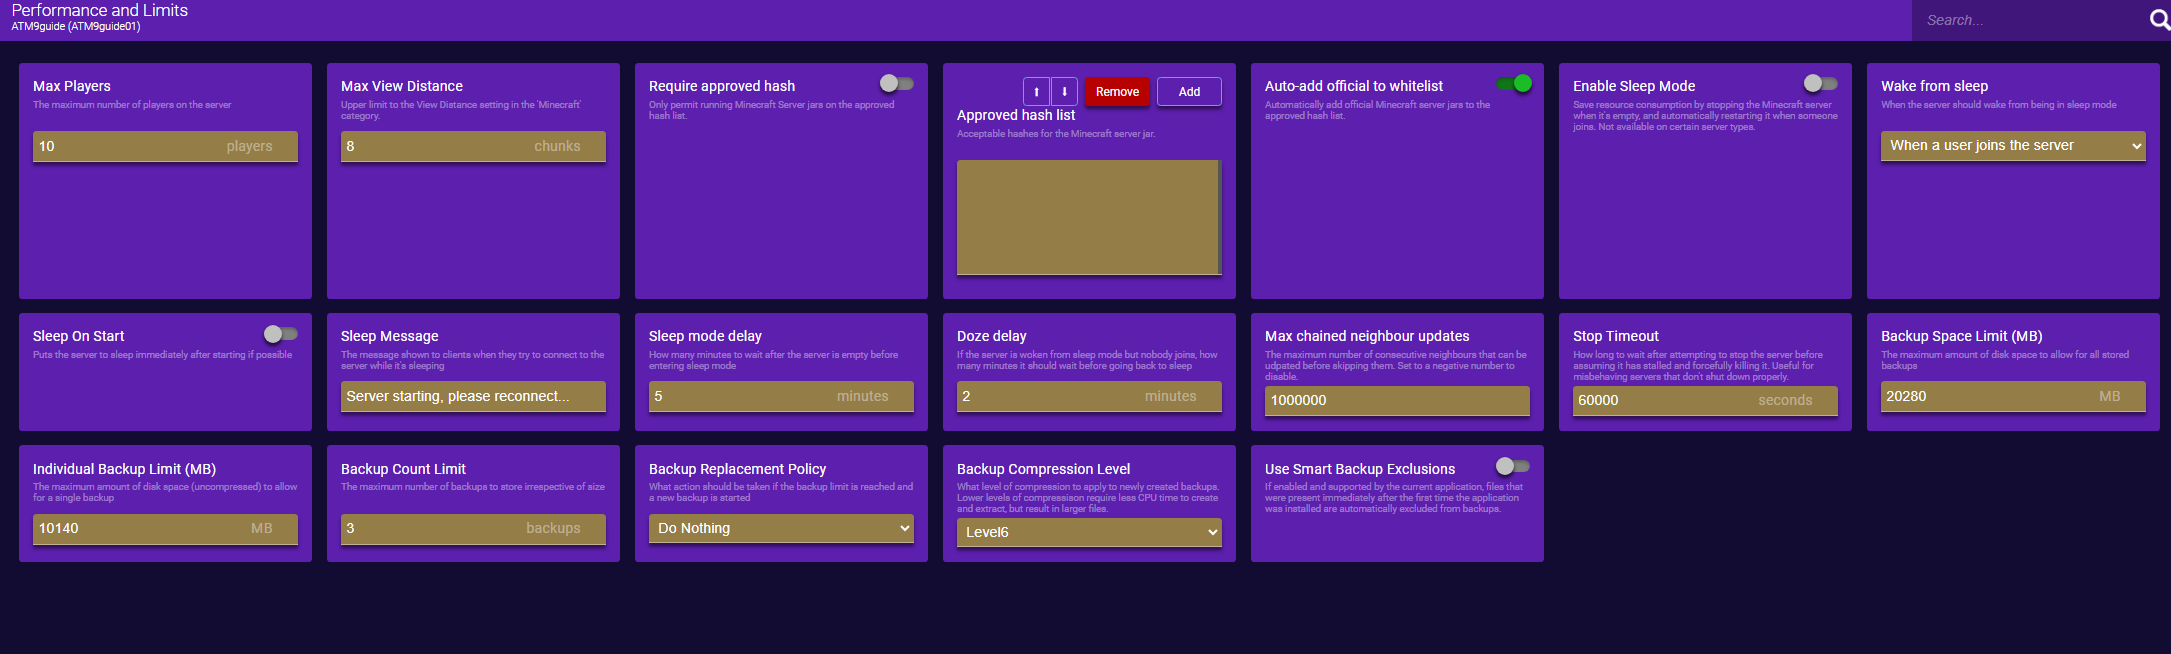 Performance and Limits
ATM9guide (ATM9guide01)
Search...
Max Players
The maximum number of players on the server
10 players
Max View Distance
Upper limit to the View Distance setting in the 'Minecraft'
category.
8 chunks
Require approved hash
Only permit running Minecraft Server jars on the approved
hash list.
Remove Add
Approved hash list
Acceptable hashes for the Minecraft server jar.
Auto-add official to whitelist
Automatically add official Minecraft server jars to the
approved hash list.
Enable Sleep Mode
Save resource consumption by stopping the Minecraft server
when it's empty, and automatically restarting it when someone
joins. Not available on certain server types.
Wake from sleep
When the server should wake from being in sleep mode
When a user joins the server
Sleep On Start
Puts the server to sleep immediately after starting if possible
Sleep Message
The message shown to clients when they try to connect to the
server while it's sleeping
Server starting, please reconnect...
Sleep mode delay
How many minutes to wait after the server is empty before
entering sleep mode
5 minutes
Doze delay
If the server is woken from sleep mode but nobody joins, how
many minutes it should wait before going back to sleep
2 minutes
Max chained neighbour updates
The maximum number of consecutive neighbours that can be
udpated before skipping them. Set to a negative number to
disable.
1000000
Stop Timeout
How long to wait after attempting to stop the server before
assuming it has stalled and forcefully killing it. Useful for
misbehaving servers that don't shut down properly.
60000 seconds
Backup Space Limit (MB)
The maximum amount of disk space to allow for all stored
backups
20280 MB
Individual Backup Limit (MB)
The maximum amount of disk space (uncompressed) to allow
for a single backup
10140 MB
Backup Count Limit
The maximum number of backups to store irrespective of size
3 backups
Backup Replacement Policy
What action should be taken if the backup limit is reached and
a new backup is started
Do Nothing
Backup Compression Level
What level of compression to apply to newly created backups.
Lower levels of compressison require less CPU time to create
and extract, but result in larger files.
Level6
Use Smart Backup Exclusions
If enabled and supported by the current application, files that
were present immediately after the first time the application
was installed are automatically excluded from backups.